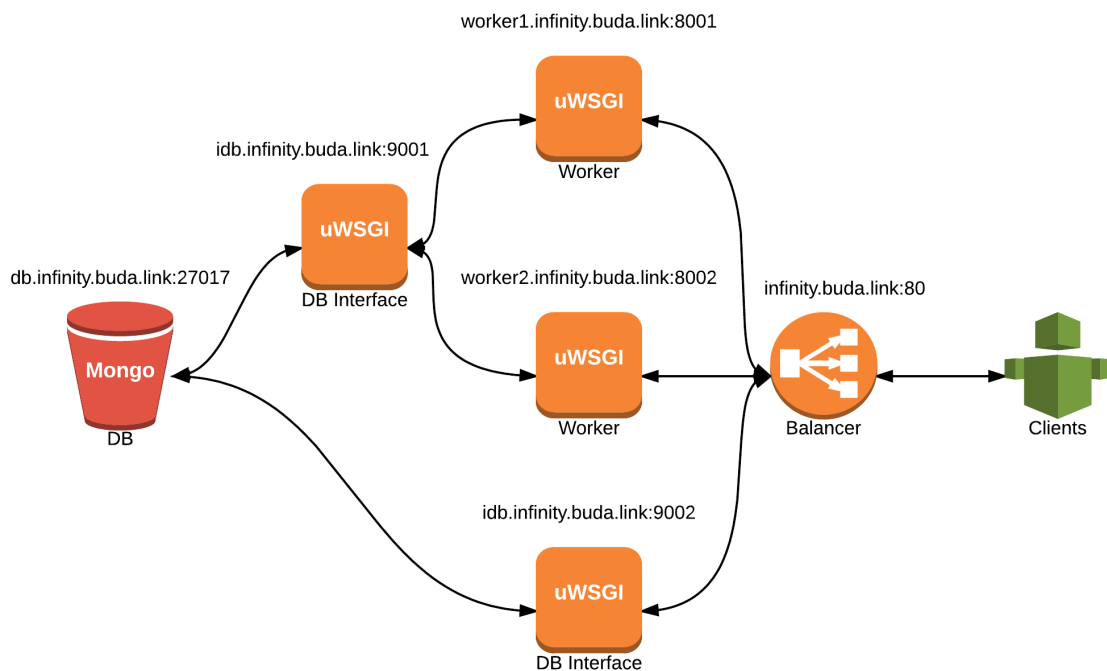 worker1.infinity.buda.link:8001
uWSGI
Worker
idb.infinity.buda.link:9001
uWSGI
DB Interface
db.infinity.buda.link:27017
Mongo
DB
worker2.infinity.buda.link:8002
uWSGI
Worker
infinity.buda.link:80
Balancer
Clients
idb.infinity.buda.link:9002
uWSGI
DB Interface